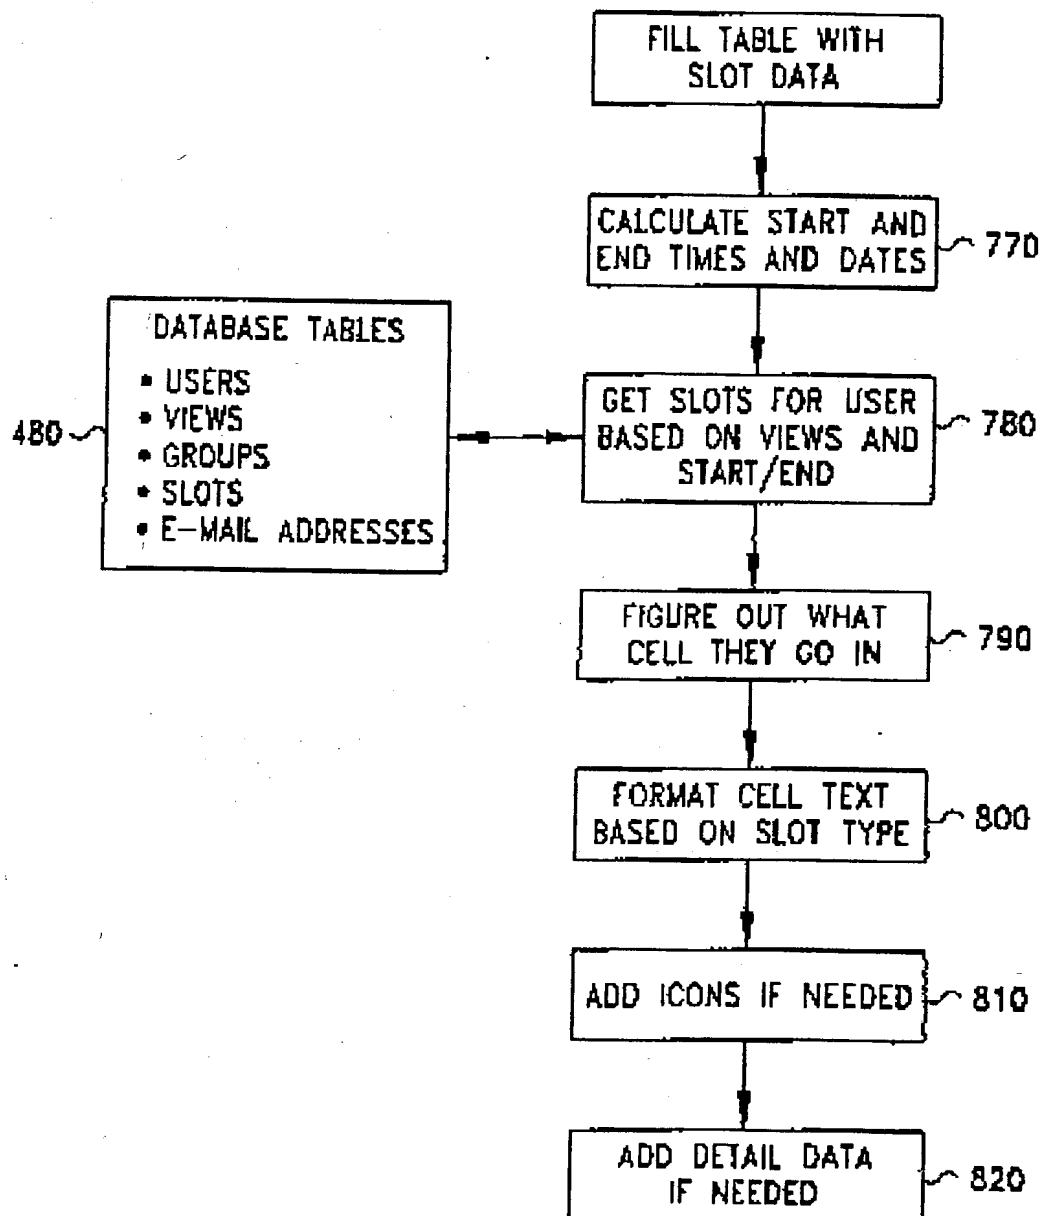 FILL TABLE WITH
SLOT DATA
CALCULATE START AND
END TIMES AND DATES
770
DATABASE TABLES
• USERS
• VIEWS
• GROUPS
• SLOTS
• E-MAIL ADDRESSES
480
GET SLOTS FOR USER
BASED ON VIEWS AND
START/END
780
FIGURE OUT WHAT
CELL THEY GO IN
790
FORMAT CELL TEXT
BASED ON SLOT TYPE
800
ADD ICONS IF NEEDED
810
ADD DETAIL DATA
IF NEEDED
820